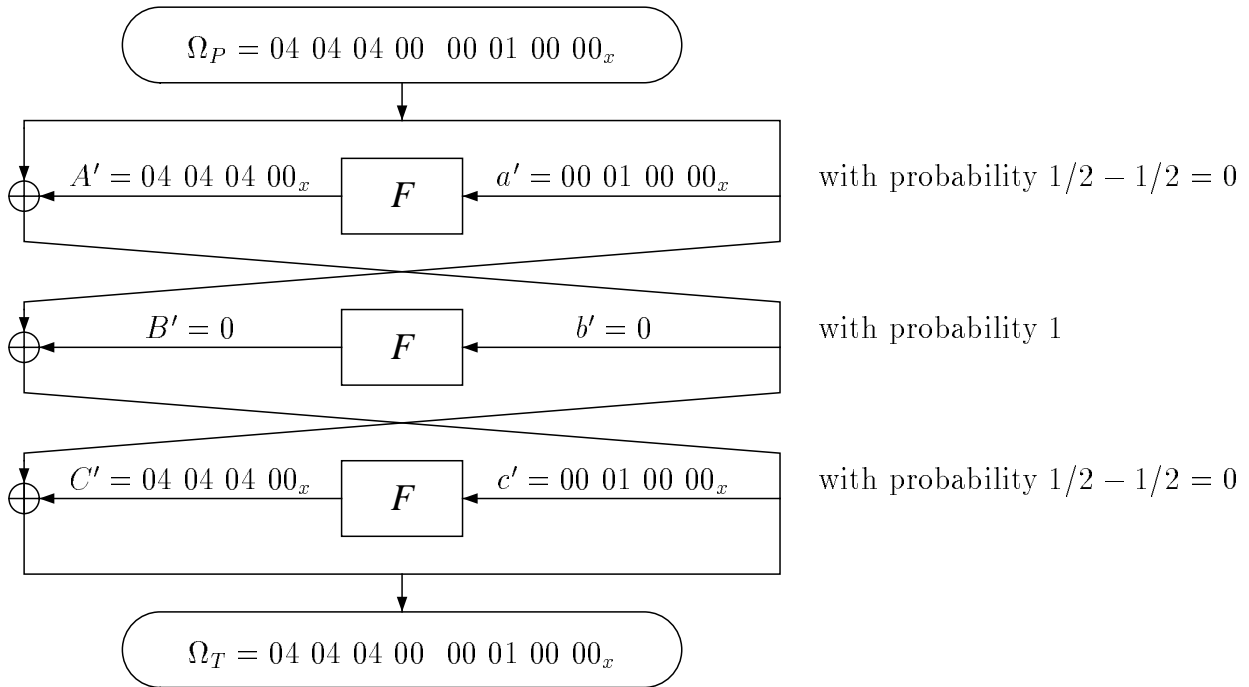 Ω_P = 04 04 04 00 00 01 00 00_x
A′ = 04 04 04 00_x F a′ = 00 01 00 00_x with probability 1/2 − 1/2 = 0
B′ = 0 F b′ = 0 with probability 1
C′ = 04 04 04 00_x F c′ = 00 01 00 00_x with probability 1/2 − 1/2 = 0
Ω_T = 04 04 04 00 00 01 00 00_x